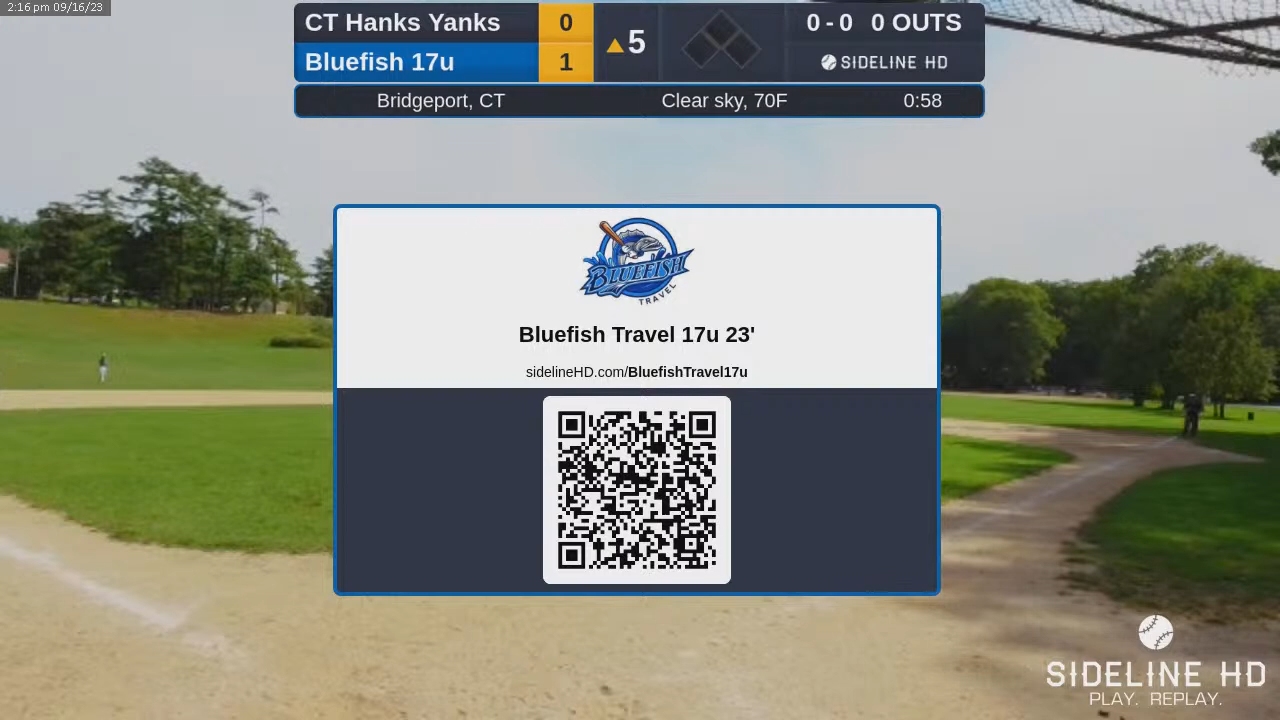 2:16 pm 09/16/23
CT Hanks Yanks 0
Bluefish 17u 1
▲5
0 - 0 0 OUTS
SIDELINE HD
Bridgeport, CT Clear sky, 70F 0:58
BLUEFISH
TRAVEL
Bluefish Travel 17u 23'
sidelineHD.com/BluefishTravel17u
SIDELINE HD
PLAY. REPLAY.